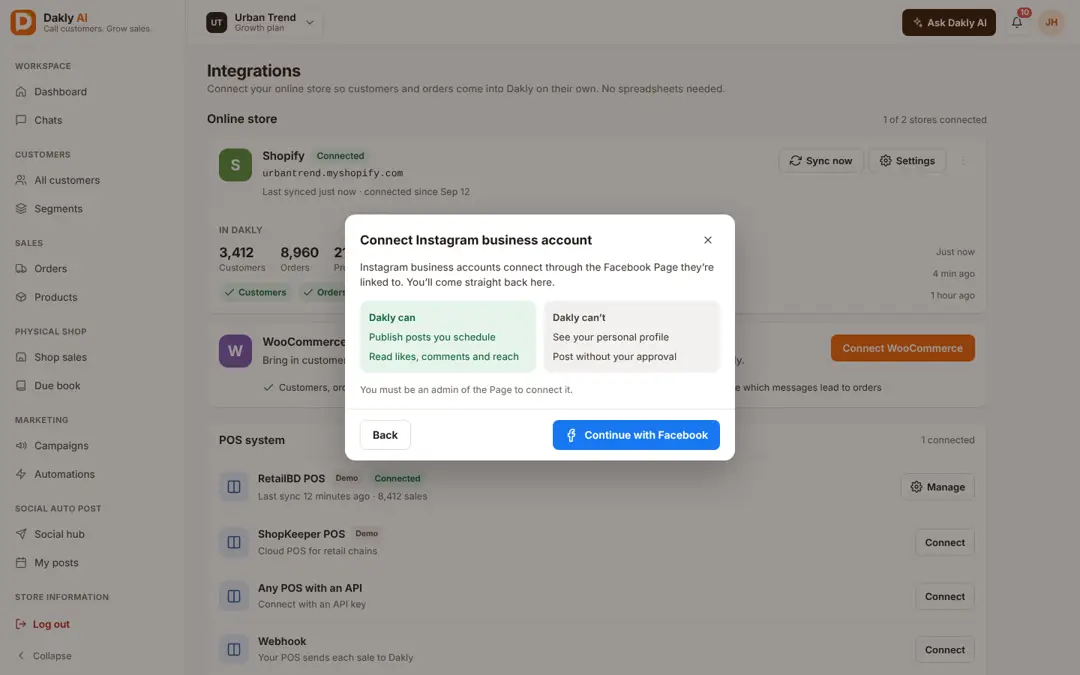 Dakly AI
Call customers. Grow sales.
WORKSPACE
Dashboard
Chats
CUSTOMERS
All customers
Segments
SALES
Orders
Products
PHYSICAL SHOP
Shop sales
Due book
MARKETING
Campaigns
Automations
SOCIAL AUTO POST
Social hub
My posts
STORE INFORMATION
Log out
Collapse
UT
Urban Trend
Growth plan
Ask Dakly AI
10
JH
Integrations
Connect your online store so customers and orders come into Dakly on their own. No spreadsheets needed.
Online store
1 of 2 stores connected
S
Shopify Connected
urbantrend.myshopify.com
Last synced just now · connected since Sep 12
Sync now
Settings
IN DAKLY
3,412
Customers
8,960
Orders
Customers
Just now
4 min ago
1 hour ago
W
WooCommerce
Connect WooCommerce
Customers,
which messages lead to orders
Connect Instagram business account
Instagram business accounts connect through the Facebook Page they're
linked to. You'll come straight back here.
Dakly can
Publish posts you schedule
Read likes, comments and reach
Dakly can't
See your personal profile
Post without your approval
You must be an admin of the Page to connect it.
Back
Continue with Facebook
POS system
1 connected
RetailBD POS Demo Connected
Last sync 12 minutes ago · 8,412 sales
Manage
ShopKeeper POS Demo
Cloud POS for retail chains
Connect
Any POS with an API
Connect with an API key
Connect
Webhook
Your POS sends each sale to Dakly
Connect